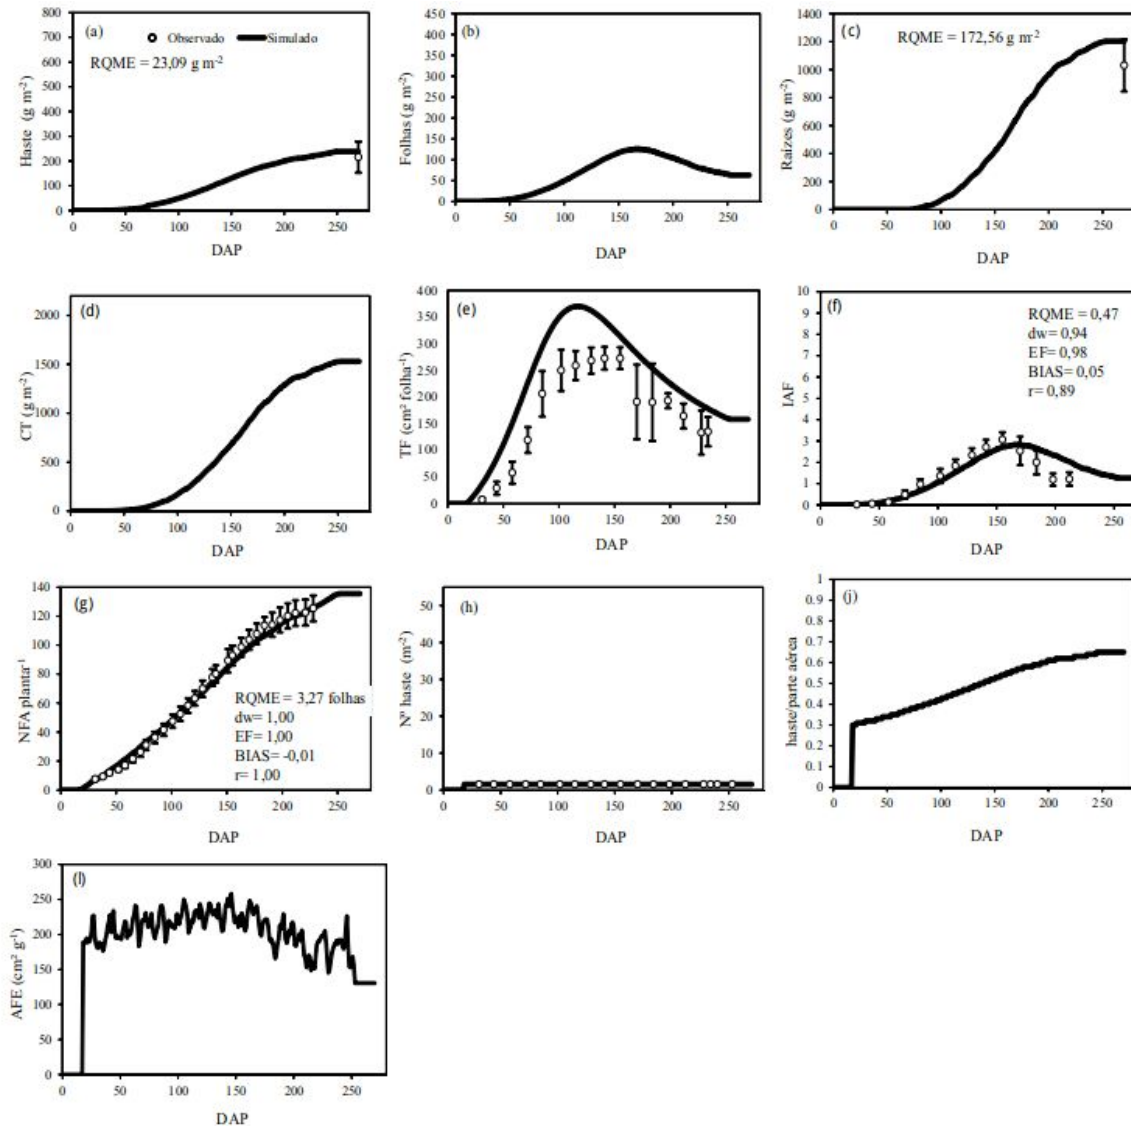 (a)
Observado
Simulado
RQME = 23,09 g m-2
Haste (g m-2)
800
700
600
500
400
300
200
100
0
0 50 100 150 200 250
DAP
(b)
Folhas (g m-2)
450
400
350
300
250
200
150
100
50
0
0 50 100 150 200 250
DAP
(c)
RQME = 172,56 g m-2
Raizes (g m-2)
1400
1200
1000
800
600
400
200
0
0 50 100 150 200 250
DAP
(d)
CT (g m-2)
2000
1500
1000
500
0
0 50 100 150 200 250
DAP
(e)
TF (cm² folha-1)
400
350
300
250
200
150
100
50
0
0 50 100 150 200 250
DAP
(f)
RQME = 0,47
dw = 0,94
EF= 0,98
BIAS= 0,05
r= 0,89
IAF
10
9
8
7
6
5
4
3
2
1
0
0 50 100 150 200 250
DAP
(g)
RQME = 3,27 folhas
dw= 1,00
EF= 1,00
BIAS= -0,01
r= 1,00
NFA planta-1
140
120
100
80
60
40
20
0
0 50 100 150 200 250
DAP
(h)
Nº haste (m-2)
50
40
30
20
10
0
0 50 100 150 200 250
DAP
(j)
haste/parte aérea
1
0.9
0.8
0.7
0.6
0.5
0.4
0.3
0.2
0.1
0
0 50 100 150 200 250
DAP
(l)
AFE (cm² g-1)
300
250
200
150
100
50
0
0 50 100 150 200 250
DAP